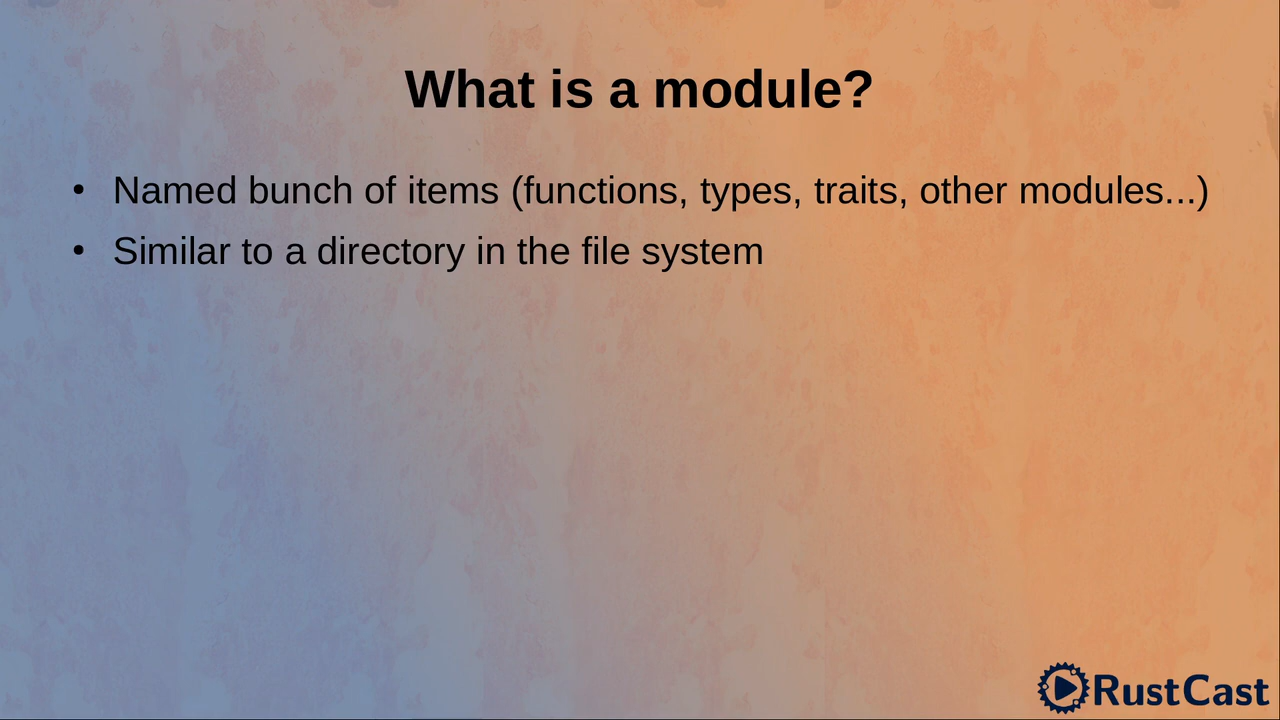 What is a module?
• Named bunch of items (functions, types, traits, other modules...)
• Similar to a directory in the file system
RustCast